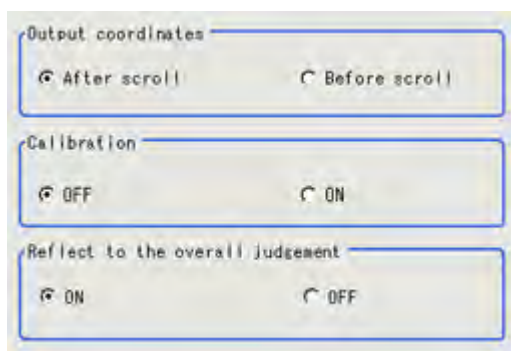 Output coordinates
After scroll Before scroll
Calibration
OFF ON
Reflect to the overall judgement
ON OFF